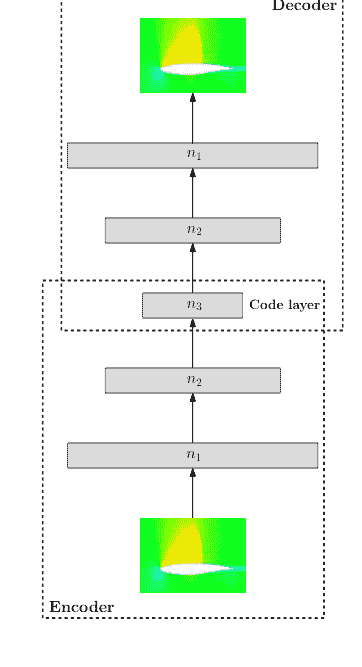 Decoder
n₁
n₂
n₃ Code layer
n₂
n₁
Encoder